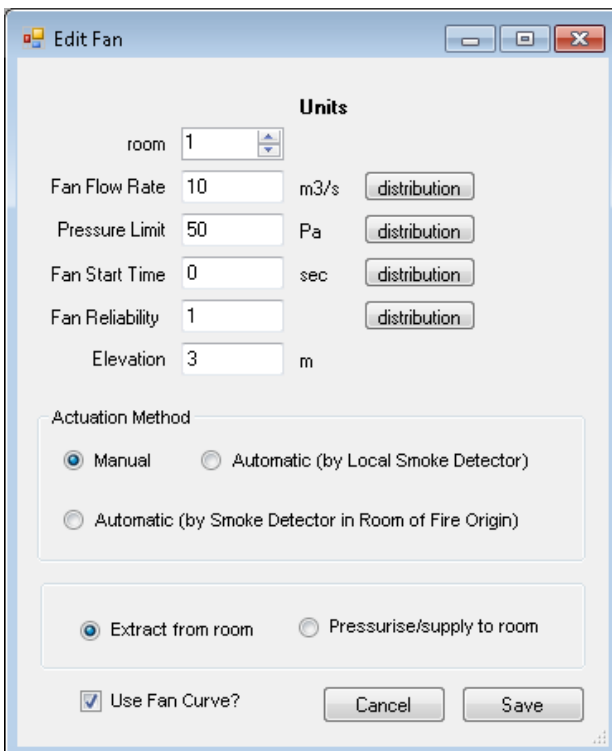 Edit Fan
Units
room 1
Fan Flow Rate 10 m3/s distribution
Pressure Limit 50 Pa distribution
Fan Start Time 0 sec distribution
Fan Reliability 1 distribution
Elevation 3 m
Actuation Method
Manual Automatic (by Local Smoke Detector)
Automatic (by Smoke Detector in Room of Fire Origin)
Extract from room Pressurise/supply to room
Use Fan Curve? Cancel Save